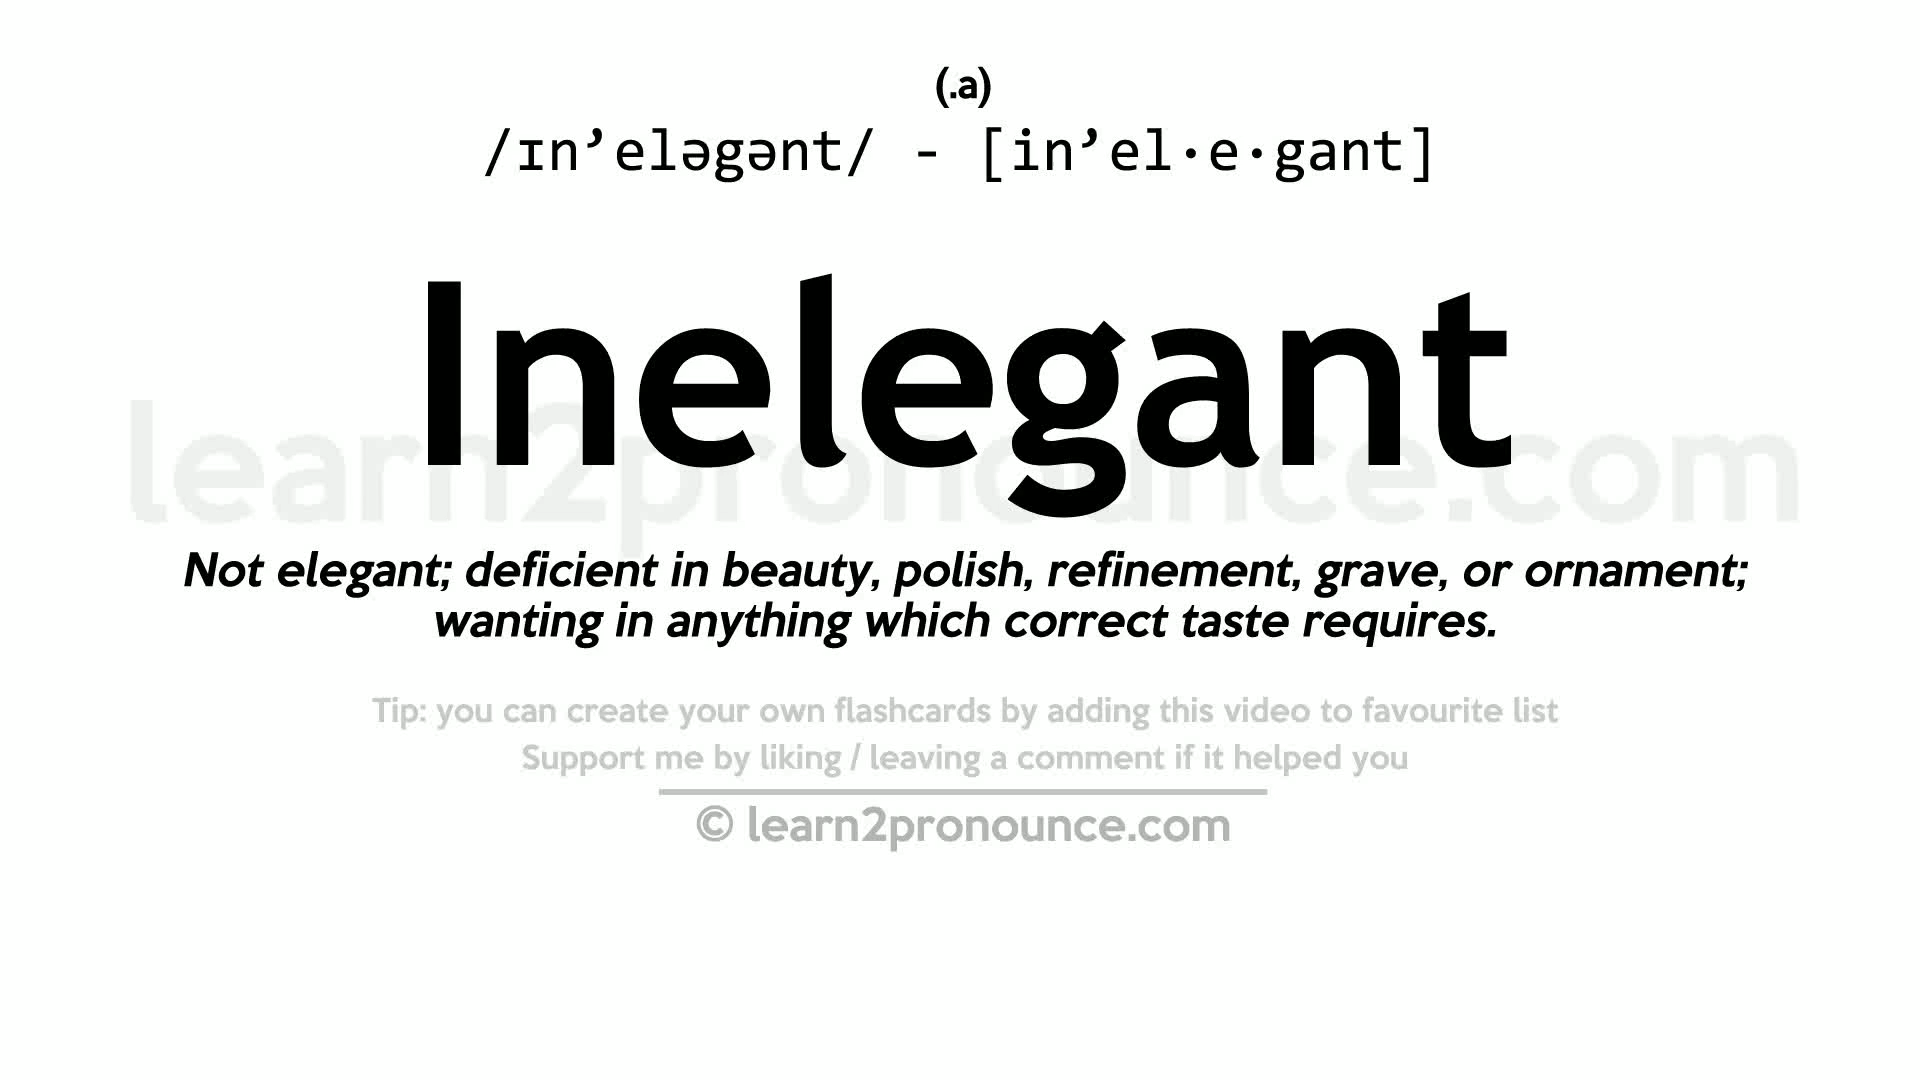 (.a)
/ɪn’eləgənt/ - [in’el·e·gant]
Inelegant
learn2pronounce.com
Not elegant; deficient in beauty, polish, refinement, grave, or ornament;
wanting in anything which correct taste requires.
Tip: you can create your own flashcards by adding this video to favourite list
Support me by liking / leaving a comment if it helped you
© learn2pronounce.com